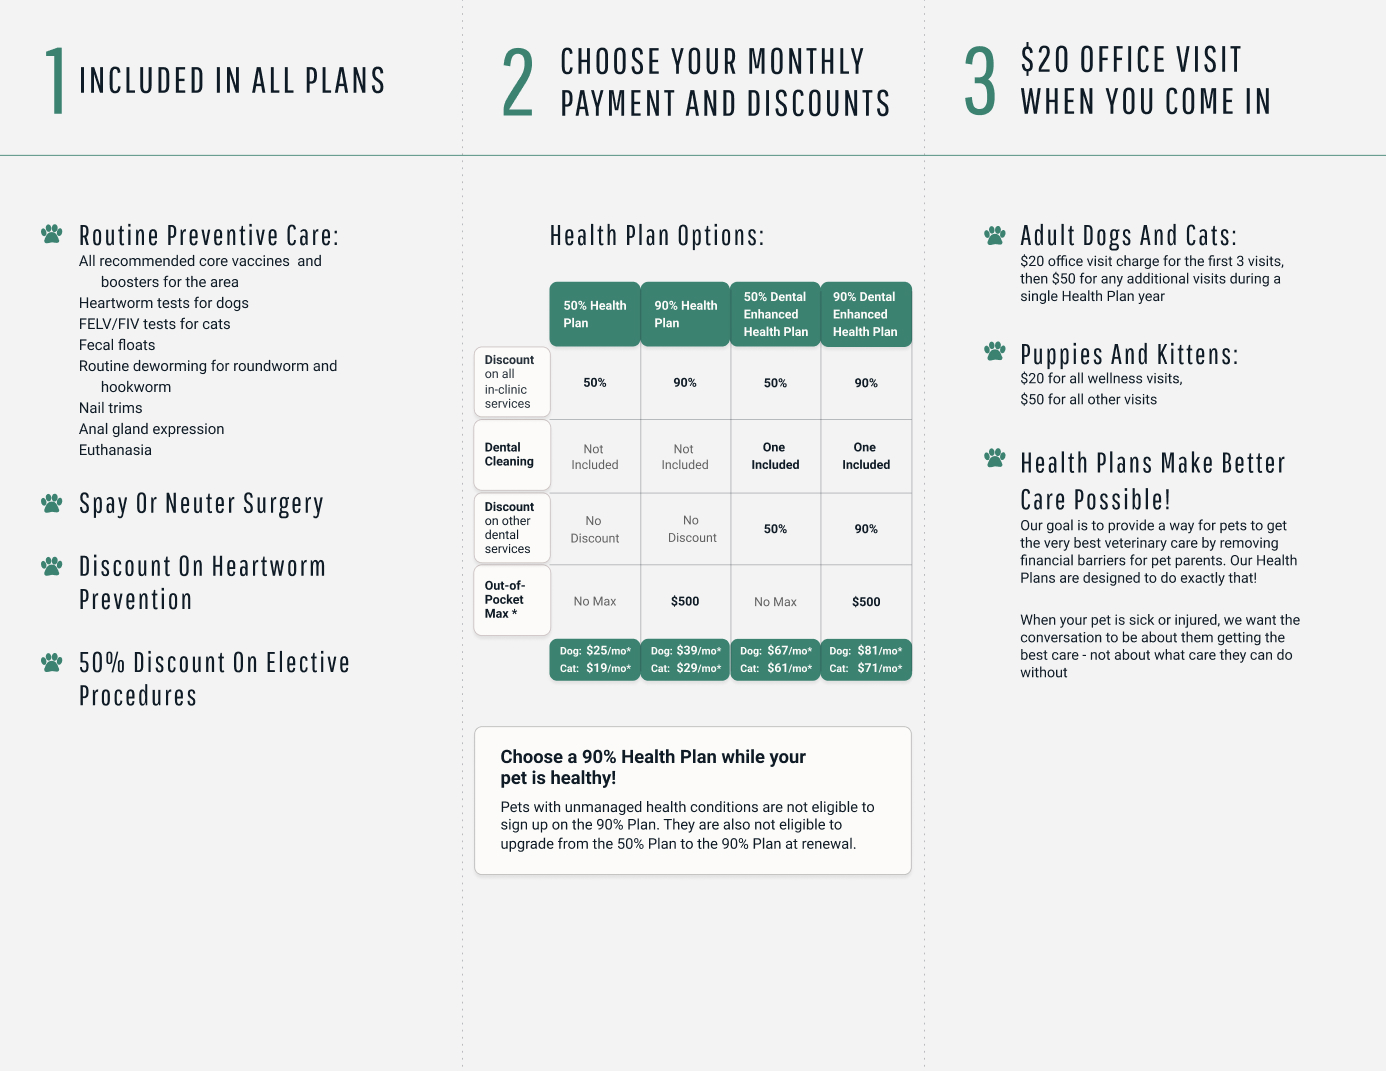 1 INCLUDED IN ALL PLANS
Routine Preventive Care:
All recommended core vaccines and
boosters for the area
Heartworm tests for dogs
FELV/FIV tests for cats
Fecal floats
Routine deworming for roundworm and
hookworm
Nail trims
Anal gland expression
Euthanasia
Spay Or Neuter Surgery
Discount On Heartworm
Prevention
50% Discount On Elective
Procedures
2 CHOOSE YOUR MONTHLY
PAYMENT AND DISCOUNTS
Health Plan Options:
50% Health
Plan
90% Health
Plan
50% Dental
Enhanced
Health Plan
90% Dental
Enhanced
Health Plan
Discount
on all
in-clinic
services
50%
90%
50%
90%
Dental
Cleaning
Not
Included
Not
Included
One
Included
One
Included
Discount
on other
dental
services
No
Discount
No
Discount
50%
90%
Out-of-
Pocket
Max *
No Max
$500
No Max
$500
Dog: $25/mo*
Cat: $19/mo*
Dog: $39/mo*
Cat: $29/mo*
Dog: $67/mo*
Cat: $61/mo*
Dog: $81/mo*
Cat: $71/mo*
Choose a 90% Health Plan while your
pet is healthy!
Pets with unmanaged health conditions are not eligible to
sign up on the 90% Plan. They are also not eligible to
upgrade from the 50% Plan to the 90% Plan at renewal.
3 $20 OFFICE VISIT
WHEN YOU COME IN
Adult Dogs And Cats:
$20 office visit charge for the first 3 visits,
then $50 for any additional visits during a
single Health Plan year
Puppies And Kittens:
$20 for all wellness visits,
$50 for all other visits
Health Plans Make Better
Care Possible!
Our goal is to provide a way for pets to get
the very best veterinary care by removing
financial barriers for pet parents. Our Health
Plans are designed to do exactly that!
When your pet is sick or injured, we want the
conversation to be about them getting the
best care - not about what care they can do
without